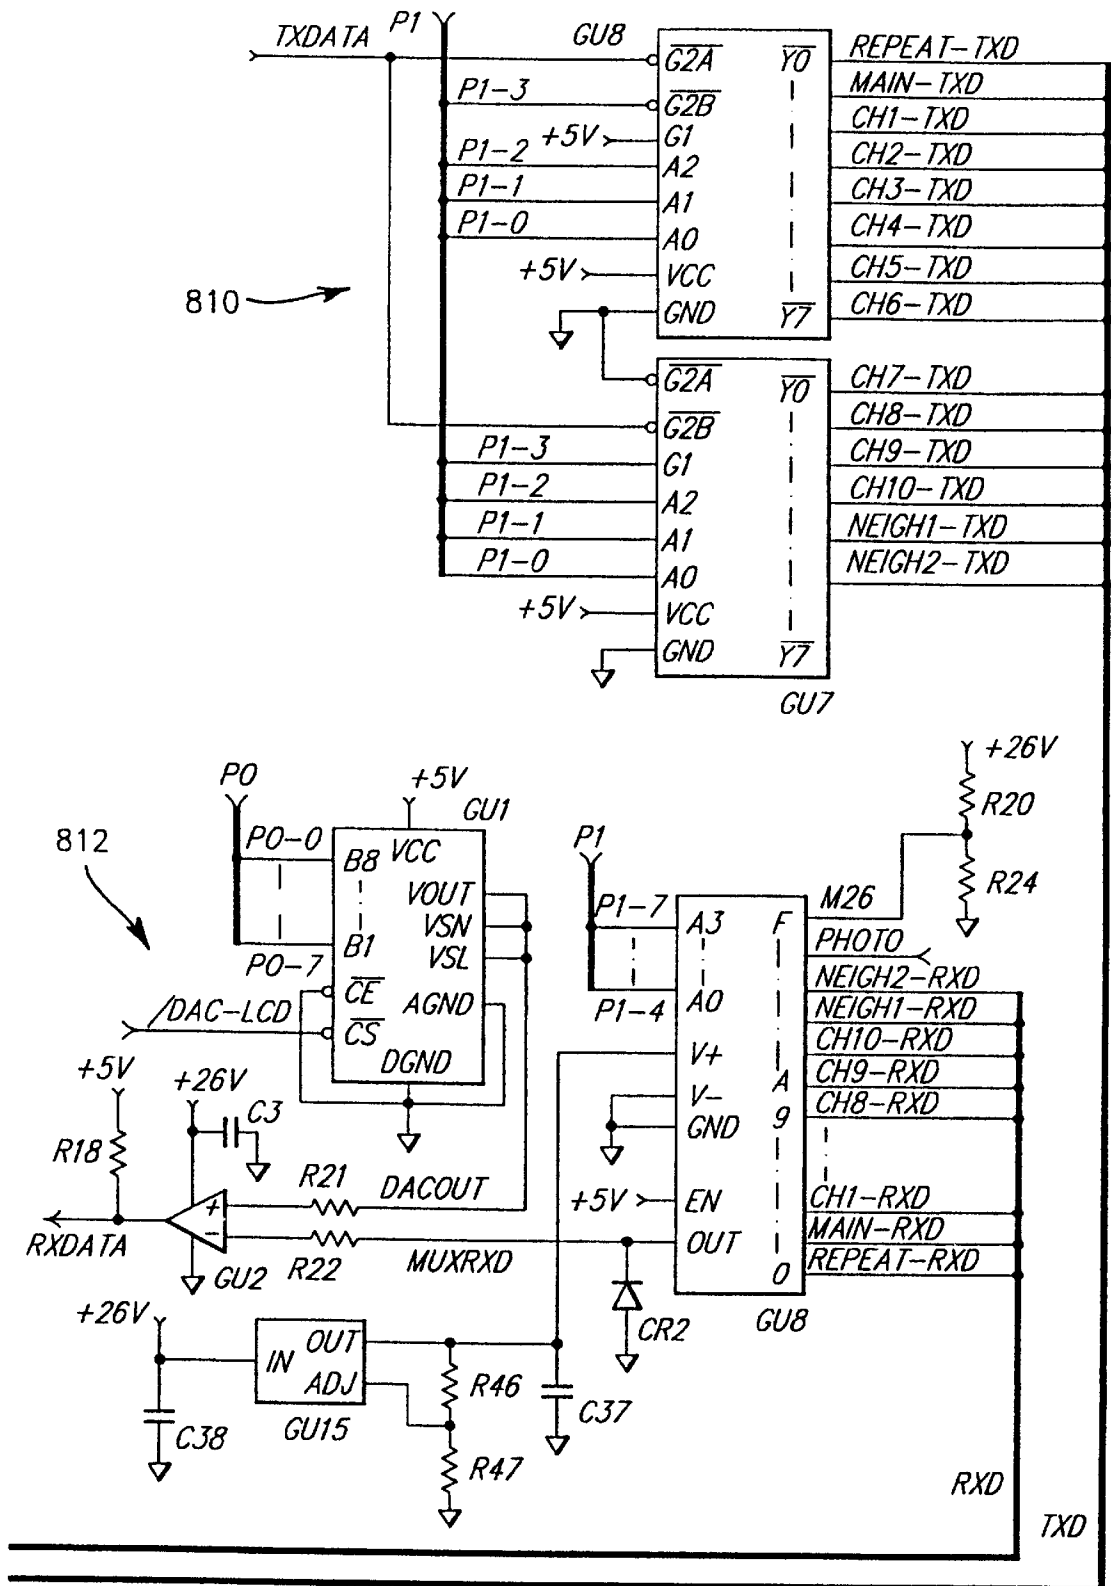 P1
TXDATA
GU8
G2A
Y0
REPEAT-TXD
P1-3
G2B
MAIN-TXD
+5V
G1
CH1-TXD
P1-2
A2
CH2-TXD
P1-1
A1
CH3-TXD
P1-0
A0
CH4-TXD
+5V
VCC
CH5-TXD
810
GND
Y7
CH6-TXD
G2A
Y0
CH7-TXD
G2B
CH8-TXD
P1-3
G1
CH9-TXD
P1-2
A2
CH10-TXD
P1-1
A1
NEIGH1-TXD
P1-0
A0
NEIGH2-TXD
+5V
VCC
GND
Y7
GU7
+26V
R20
R24
P0
+5V
GU1
812
P0-0
B8
VCC
VOUT
VSN
VSL
P0-7
B1
CE
AGND
/DAC-LCD
CS
DGND
P1
P1-7
A3
F
M26
PHOTO
NEIGH2-RXD
P1-4
A0
NEIGH1-RXD
V+
CH10-RXD
A
CH9-RXD
V-
9
CH8-RXD
GND
+5V
EN
CH1-RXD
OUT
MAIN-RXD
0
REPEAT-RXD
GU8
+5V
+26V
C3
R18
R21
DACOUT
+
-
RXDATA
GU2
R22
MUXRXD
CR2
+26V
IN
OUT
ADJ
GU15
R46
C37
C38
R47
RXD
TXD